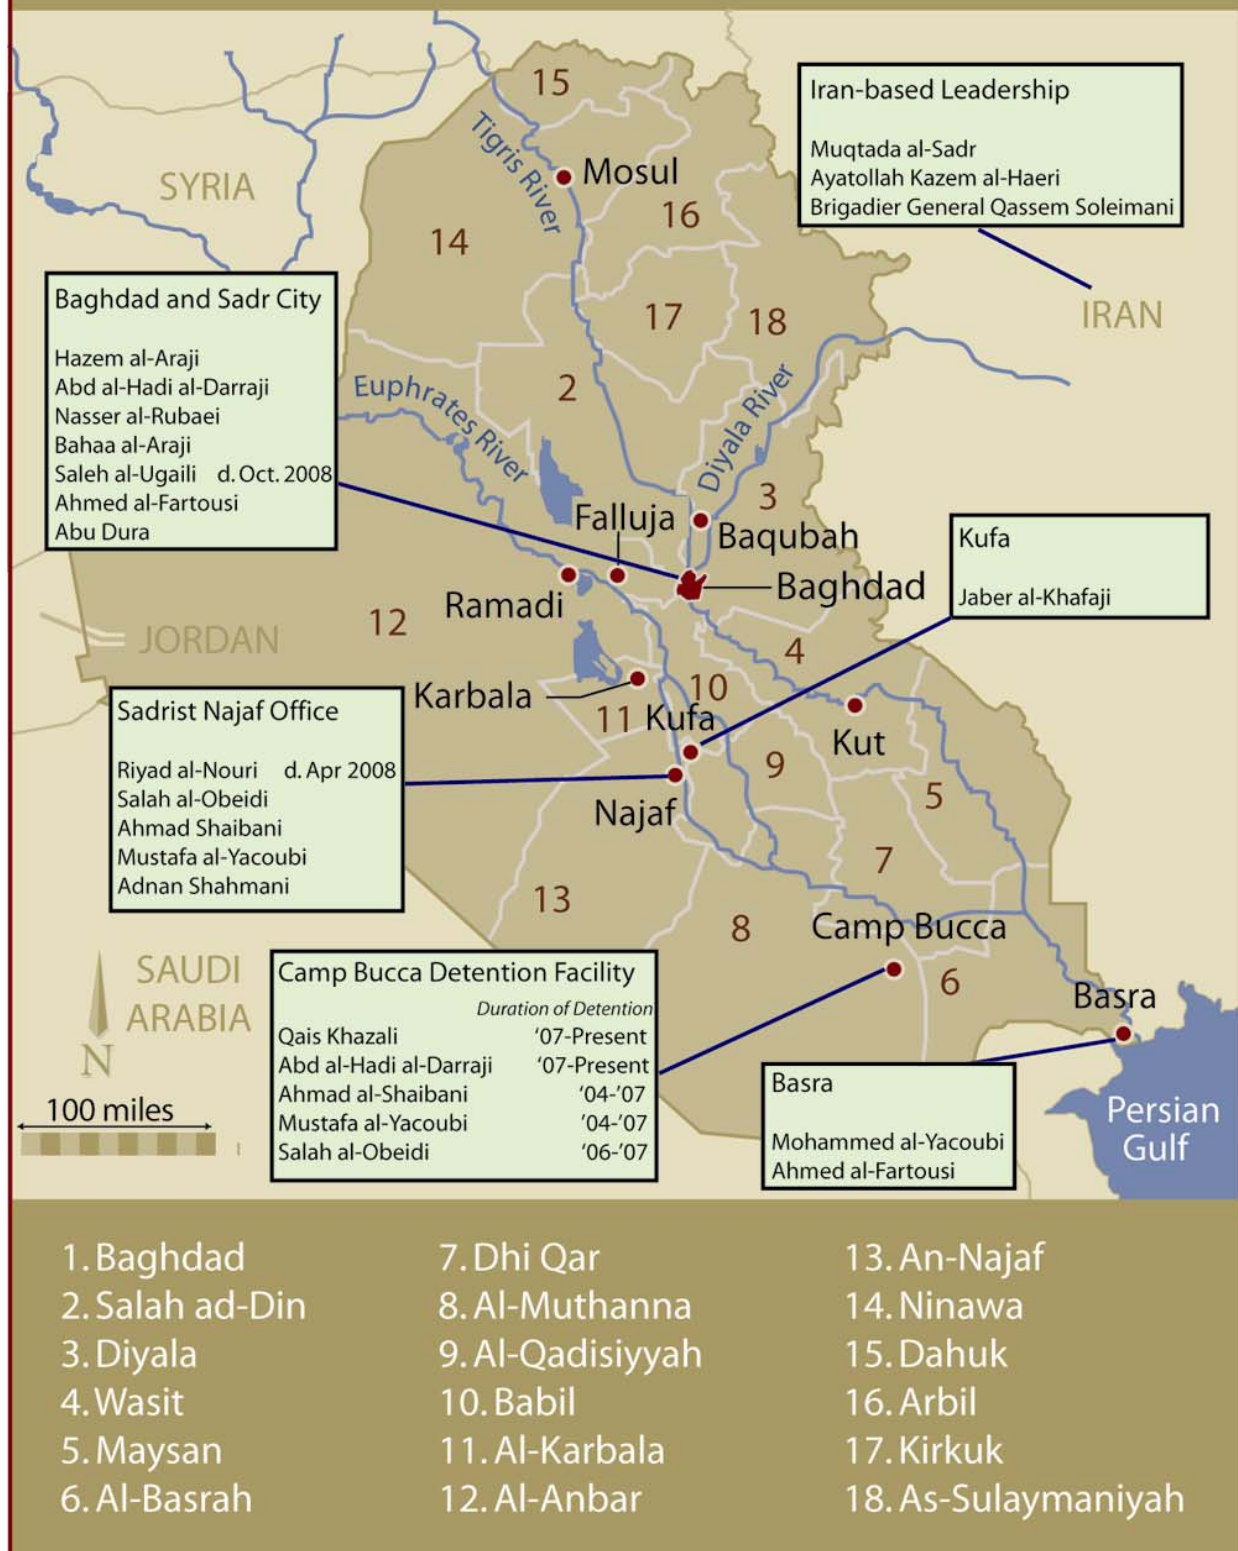 15
Iran-based Leadership
Muqtada al-Sadr
Ayatollah Kazem al-Haeri
Brigadier General Qassem Soleimani
Tigris River
Mosul
SYRIA
16
14
IRAN
17
18
Baghdad and Sadr City
Hazem al-Araji
Abd al-Hadi al-Darraji
Nasser al-Rubaei
Bahaa al-Araji
Saleh al-Ugaili d. Oct. 2008
Ahmed al-Fartousi
Abu Dura
2
Euphrates River
Diyala River
3
Falluja
Baqubah
Baghdad
Ramadi
Kufa
Jaber al-Khafaji
12
JORDAN
4
Karbala
10
11
Kufa
Kut
9
5
Najaf
Sadrist Najaf Office
Riyad al-Nouri d. Apr 2008
Salah al-Obeidi
Ahmad Shaibani
Mustafa al-Yacoubi
Adnan Shahmani
7
13
8
Camp Bucca
6
Basra
SAUDI
ARABIA
N
100 miles
Camp Bucca Detention Facility
Duration of Detention
Qais Khazali ‘07-Present
Abd al-Hadi al-Darraji ‘07-Present
Ahmad al-Shaibani ‘04-’07
Mustafa al-Yacoubi ‘04-’07
Salah al-Obeidi ‘06-’07
Basra
Mohammed al-Yacoubi
Ahmed al-Fartousi
Persian
Gulf
1. Baghdad
2. Salah ad-Din
3. Diyala
4. Wasit
5. Maysan
6. Al-Basrah
7. Dhi Qar
8. Al-Muthanna
9. Al-Qadisiyyah
10. Babil
11. Al-Karbala
12. Al-Anbar
13. An-Najaf
14. Ninawa
15. Dahuk
16. Arbil
17. Kirkuk
18. As-Sulaymaniyah